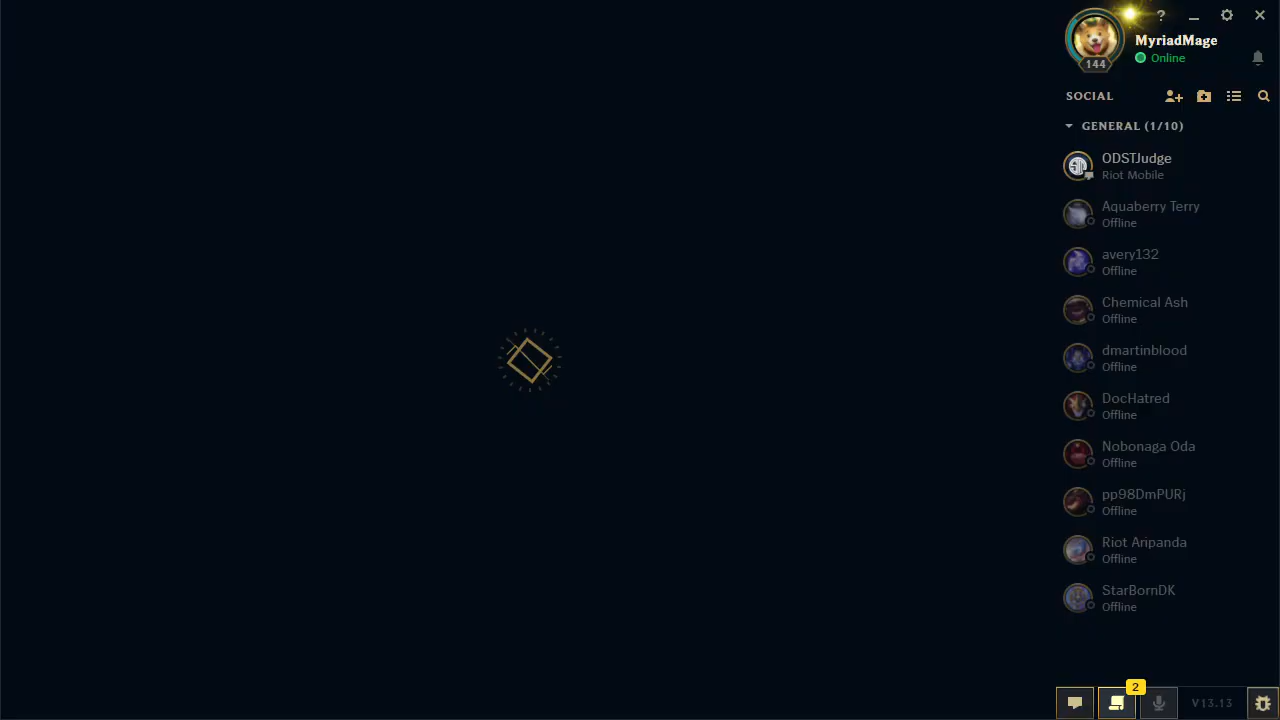 ?
MyriadMage
Online
144
SOCIAL
GENERAL (1/10)
ODSTJudge
Riot Mobile
Aquaberry Terry
Offline
avery132
Offline
Chemical Ash
Offline
dmartinblood
Offline
DocHatred
Offline
Nobonaga Oda
Offline
pp98DmPURj
Offline
Riot Aripanda
Offline
StarBornDK
Offline
2
V13.13